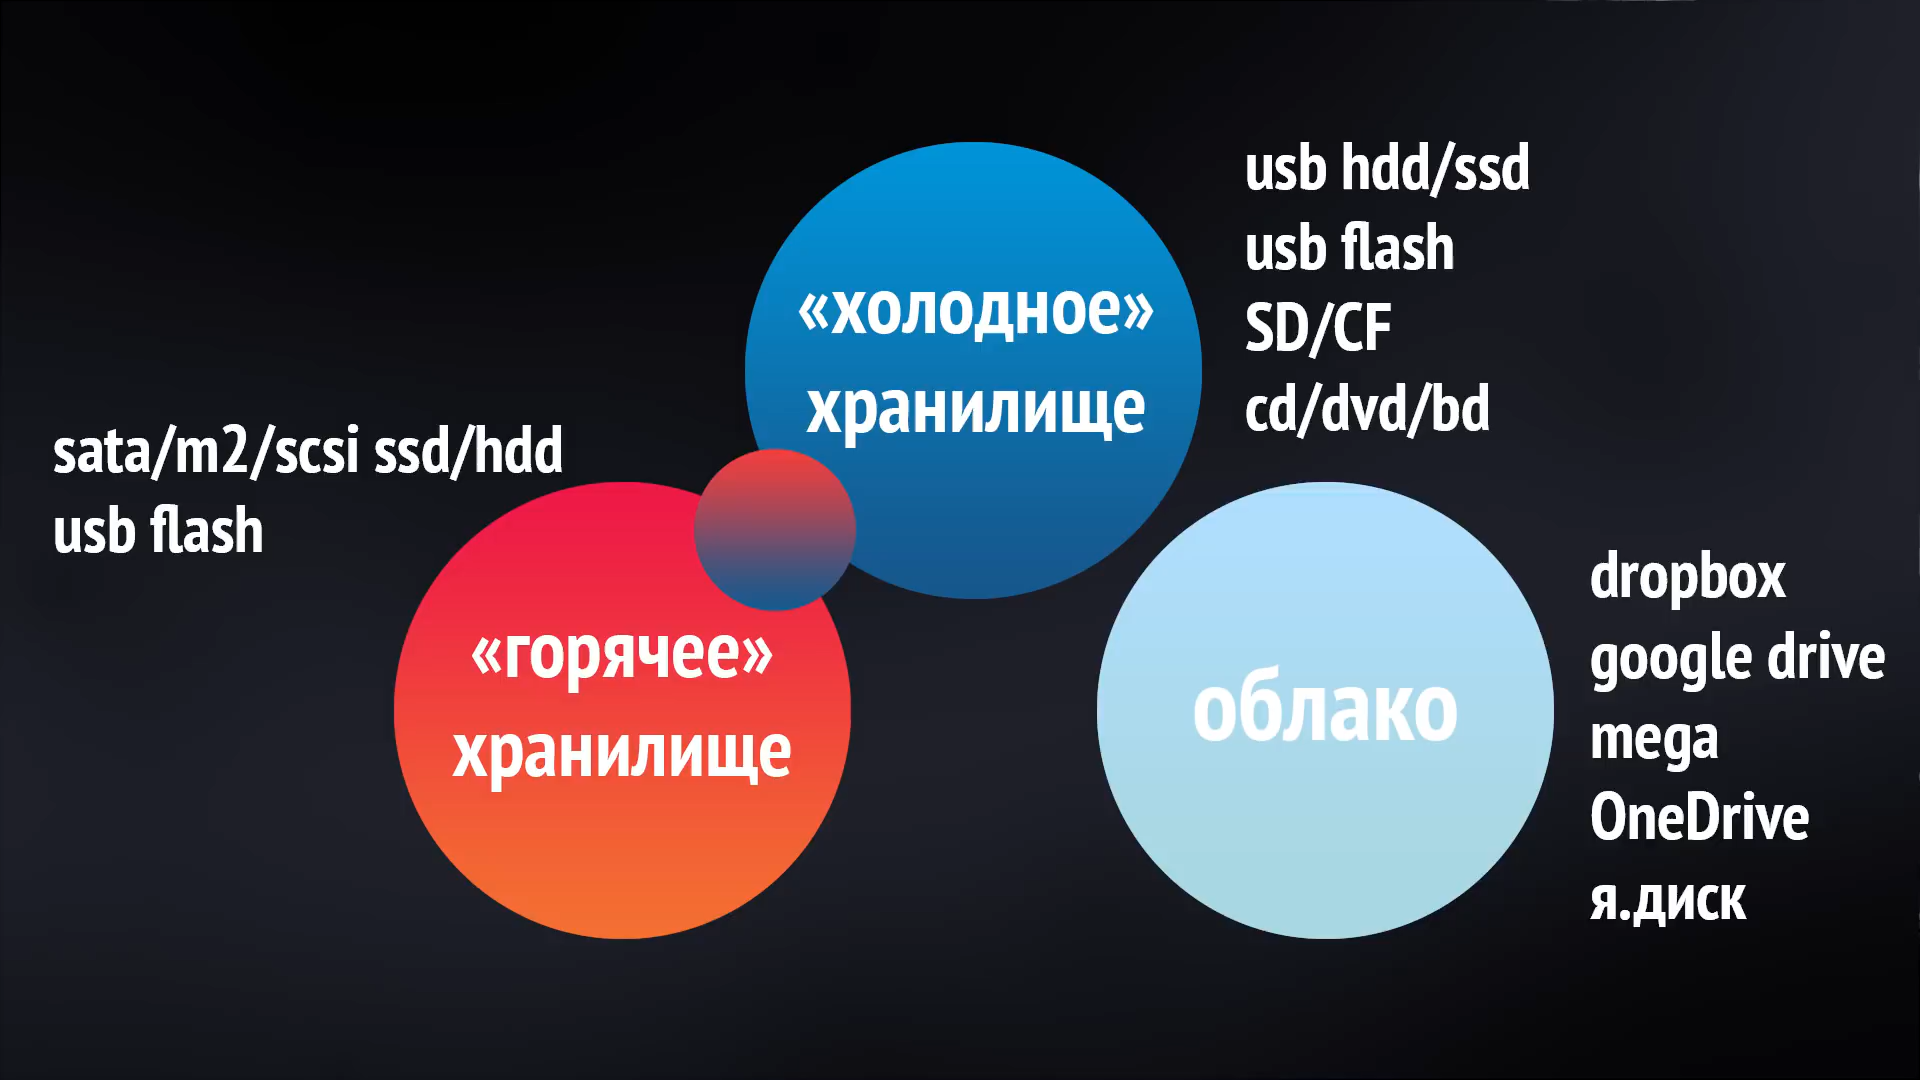 «холодное»
хранилище
usb hdd/ssd
usb flash
SD/CF
cd/dvd/bd
sata/m2/scsi ssd/hdd
usb flash
«горячее»
хранилище
облако
dropbox
google drive
mega
OneDrive
я.диск